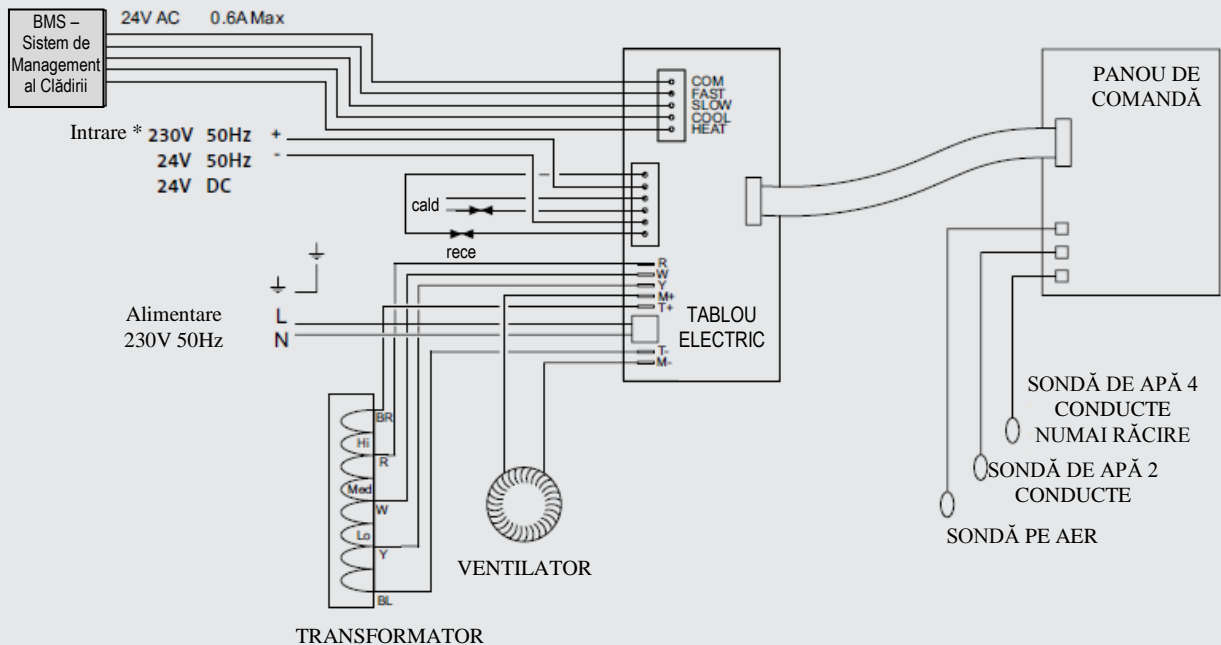 BMS –
Sistem de
Management
al Clădirii
24V AC 0.6A Max
COM
FAST
SLOW
COOL
HEAT
PANOU DE
COMANDĂ
Intrare * 230V 50Hz +
24V 50Hz -
24V DC
cald
rece
R
W
Y
M+
T+
TABLOU
ELECTRIC
T-
M-
Alimentare
230V 50Hz
L
N
BR
Hi
R
Med
W
Lo
Y
BL
TRANSFORMATOR
VENTILATOR
SONDĂ DE APĂ 4
CONDUCTE
NUMAI RĂCIRE
SONDĂ DE APĂ 2
CONDUCTE
SONDĂ PE AER